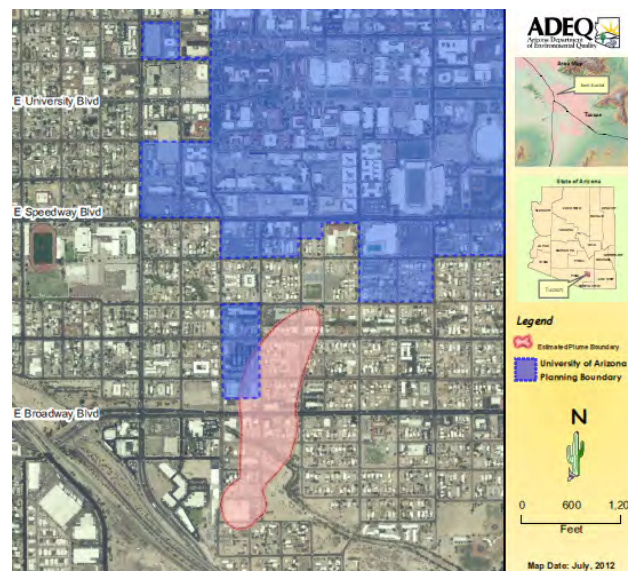 E University Blvd
E Speedway Blvd
E Broadway Blvd
ADEQ
Arizona Department
of Environmental Quality
Area Map
Tucson
State of Arizona
Tucson
Legend
Estimated Plume Boundary
University of Arizona
Planning Boundary
N
0 600 1,20
Feet
Map Date: July, 2012